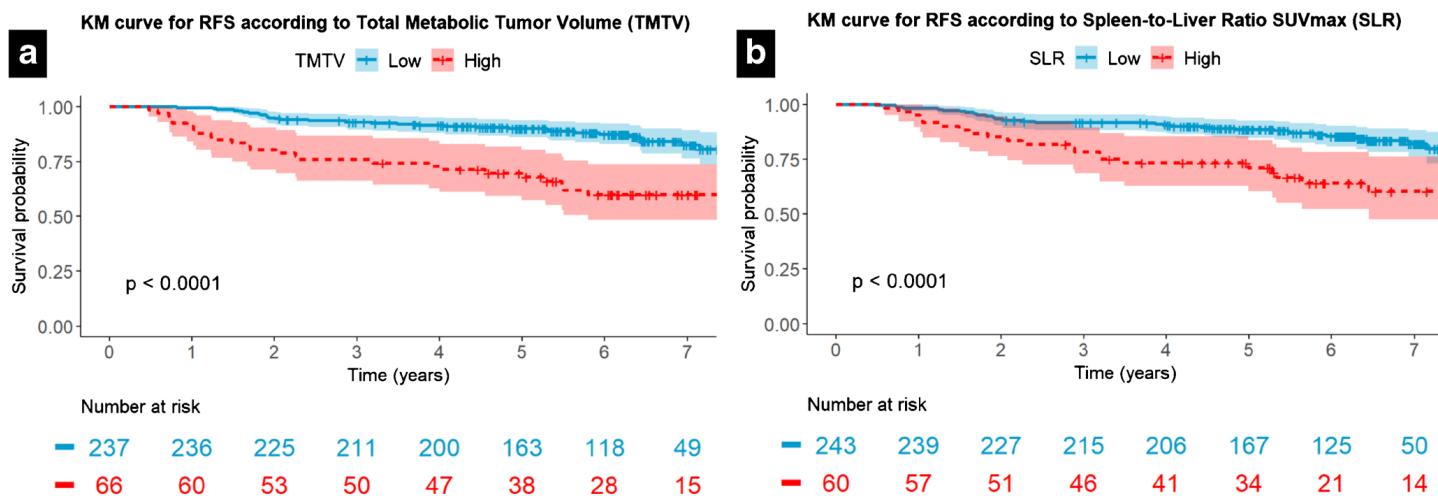 a
KM curve for RFS according to Total Metabolic Tumor Volume (TMTV)
TMTV Low High
Survival probability
1.00
0.75
0.50
0.25
0.00
p < 0.0001
0 1 2 3 4 5 6 7
Time (years)
Number at risk
237 236 225 211 200 163 118 49
66 60 53 50 47 38 28 15
b
KM curve for RFS according to Spleen-to-Liver Ratio SUVmax (SLR)
SLR Low High
Survival probability
1.00
0.75
0.50
0.25
0.00
p < 0.0001
0 1 2 3 4 5 6 7
Time (years)
Number at risk
243 239 227 215 206 167 125 50
60 57 51 46 41 34 21 14